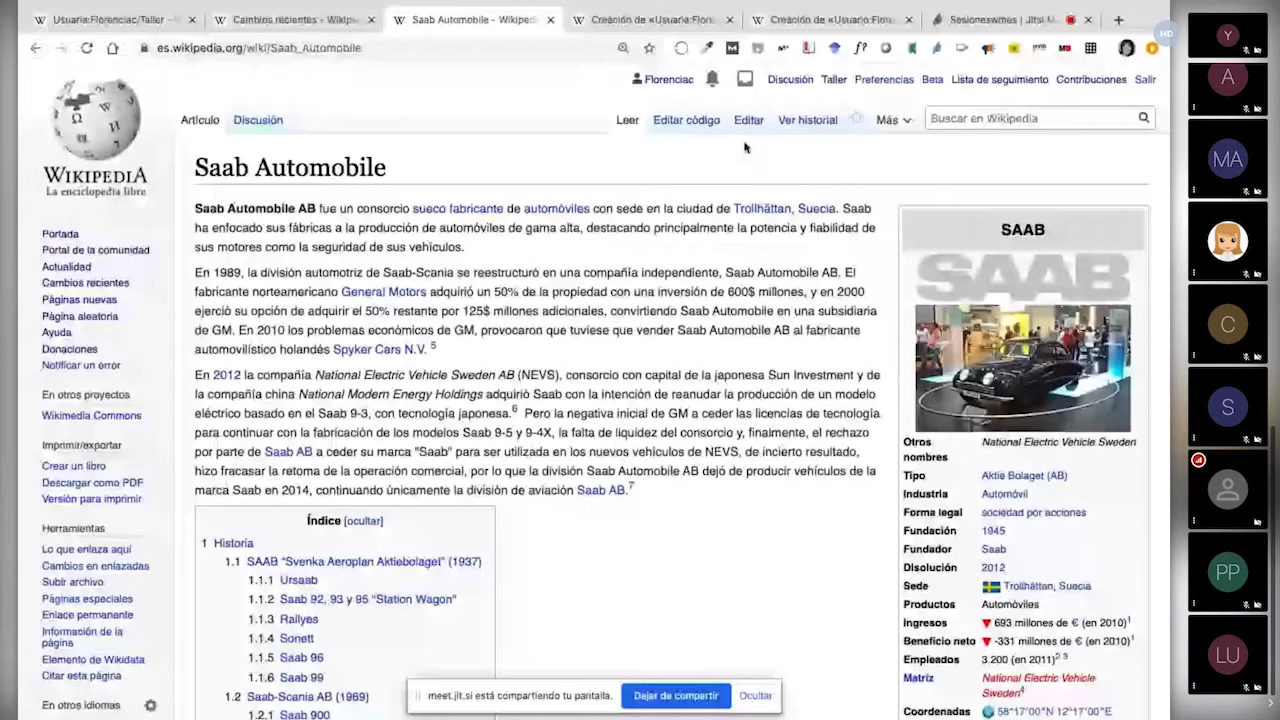 Usuaria:Florenciac/Taller –
Cambios recientes - Wikipe
Saab Automobile - Wikiped
Creación de «Usuaria:Flore
Creación de «Usuario:Flor
Sesioneswmes | Jitsi M
es.wikipedia.org/wiki/Saab_Automobile
HD
Florenciac
Discusión
Taller
Preferencias
Beta
Lista de seguimiento
Contribuciones
Salir
Artículo
Discusión
Leer
Editar código
Editar
Ver historial
Más
Buscar en Wikipedia
WIKIPEDIA
La enciclopedia libre
Portada
Portal de la comunidad
Actualidad
Cambios recientes
Páginas nuevas
Página aleatoria
Ayuda
Donaciones
Notificar un error
En otros proyectos
Wikimedia Commons
Imprimir/exportar
Crear un libro
Descargar como PDF
Versión para imprimir
Herramientas
Lo que enlaza aquí
Cambios en enlazadas
Subir archivo
Páginas especiales
Enlace permanente
Información de la
página
Elemento de Wikidata
Citar esta página
En otros idiomas
Saab Automobile
Saab Automobile AB fue un consorcio sueco fabricante de automóviles con sede en la ciudad de Trollhättan, Suecia. Saab
ha enfocado sus fábricas a la producción de automóviles de gama alta, destacando principalmente la potencia y fiabilidad de
sus motores como la seguridad de sus vehículos.
En 1989, la división automotriz de Saab-Scania se reestructuró en una compañía independiente, Saab Automobile AB. El
fabricante norteamericano General Motors adquirió un 50% de la propiedad con una inversión de 600$ millones, y en 2000
ejerció su opción de adquirir el 50% restante por 125$ millones adicionales, convirtiendo Saab Automobile en una subsidiaria
de GM. En 2010 los problemas económicos de GM, provocaron que tuviese que vender Saab Automobile AB al fabricante
automovilístico holandés Spyker Cars N.V. 5
En 2012 la compañía National Electric Vehicle Sweden AB (NEVS), consorcio con capital de la japonesa Sun Investment y de
la compañía china National Modern Energy Holdings adquirió Saab con la intención de reanudar la producción de un modelo
eléctrico basado en el Saab 9-3, con tecnología japonesa.6 Pero la negativa inicial de GM a ceder las licencias de tecnología
para continuar con la fabricación de los modelos Saab 9-5 y 9-4X, la falta de liquidez del consorcio y, finalmente, el rechazo
por parte de Saab AB a ceder su marca "Saab" para ser utilizada en los nuevos vehículos de NEVS, de incierto resultado,
hizo fracasar la retoma de la operación comercial, por lo que la división Saab Automobile AB dejó de producir vehículos de la
marca Saab en 2014, continuando únicamente la división de aviación Saab AB.7
Índice [ocultar]
1 Historia
1.1 SAAB "Svenka Aeroplan Aktiebolaget" (1937)
1.1.1 Ursaab
1.1.2 Saab 92, 93 y 95 "Station Wagon"
1.1.3 Rallyes
1.1.4 Sonett
1.1.5 Saab 96
1.1.6 Saab 99
1.2 Saab-Scania AB (1969)
1.2.1 Saab 900
SAAB
SAAB
Otros nombres National Electric Vehicle Sweden
Tipo Aktie Bolaget (AB)
Industria Automóvil
Forma legal sociedad por acciones
Fundación 1945
Fundador Saab
Disolución 2012
Sede Trollhättan, Suecia
Productos Automóviles
Ingresos ▼ 693 millones de € (en 2010)1
Beneficio neto ▼ -331 millones de € (en 2010)1
Empleados 3.200 (en 2011)2 3
Matriz National Electric Vehicle
Sweden4
Coordenadas 58°17′00″N 12°17′00″E
meet.jit.si está compartiendo tu pantalla.
Dejar de compartir
Ocultar
Y
A
MA
C
S
PP
LU